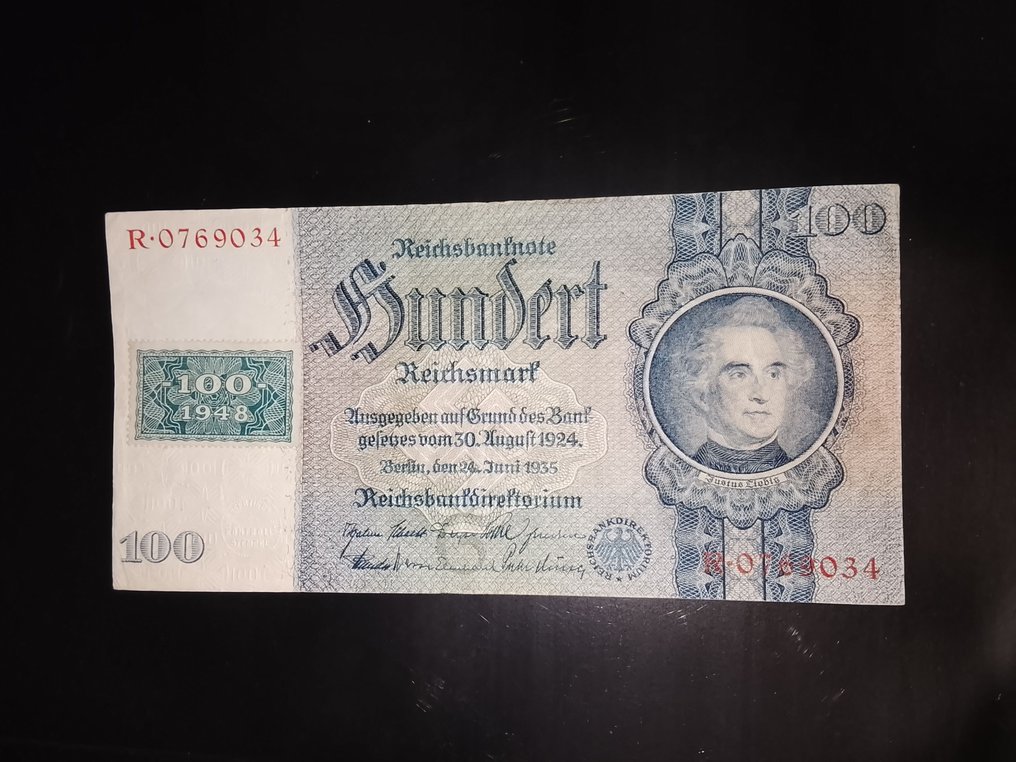 R·0769034
100
Reichsbanknote
Hundert
Reichsmark
Ausgegeben auf Grund des Bank
gesetzes vom 30. August 1924.
Berlin, den 24. Juni 1935
Reichsbankdirektorium
-100-
1948
Justus Liebig
REICHSBANKDIREKTORIUM
100
R·0769034